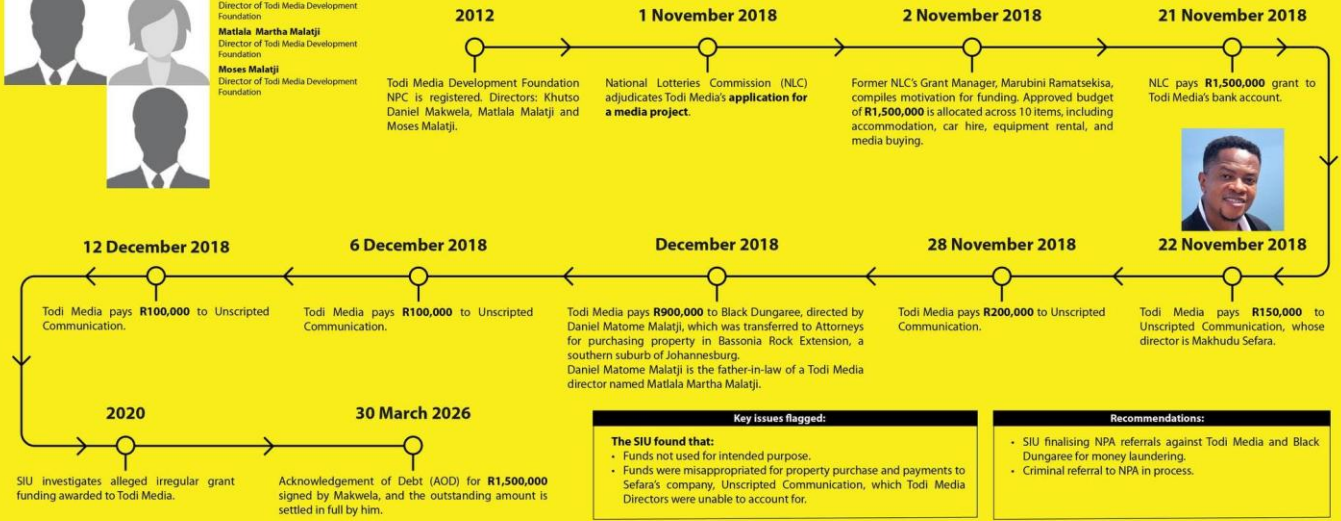 Director of Todi Media Development
Foundation
Matlala Martha Malatji
Director of Todi Media Development
Foundation
Moses Malatji
Director of Todi Media Development
Foundation
2012
Todi Media Development Foundation
NPC is registered. Directors: Khutso
Daniel Makwela, Matlala Malatji and
Moses Malatji.
1 November 2018
National Lotteries Commission (NLC)
adjudicates Todi Media's application for
a media project.
2 November 2018
Former NLC's Grant Manager, Marubini Ramatsekisa,
compiles motivation for funding. Approved budget
of R1,500,000 is allocated across 10 items, including
accommodation, car hire, equipment rental, and
media buying.
21 November 2018
NLC pays R1,500,000 grant to
Todi Media's bank account.
22 November 2018
Todi Media pays R150,000 to
Unscripted Communication, whose
director is Makhudu Sefara.
28 November 2018
Todi Media pays R200,000 to Unscripted
Communication.
December 2018
Todi Media pays R900,000 to Black Dungaree, directed by
Daniel Matome Malatji, which was transferred to Attorneys
for purchasing property in Bassonia Rock Extension, a
southern suburb of Johannesburg.
Daniel Matome Malatji is the father-in-law of a Todi Media
director named Matlala Martha Malatji.
6 December 2018
Todi Media pays R100,000 to Unscripted
Communication.
12 December 2018
Todi Media pays R100,000 to Unscripted
Communication.
2020
SIU investigates alleged irregular grant
funding awarded to Todi Media.
30 March 2026
Acknowledgement of Debt (AOD) for R1,500,000
signed by Makwela, and the outstanding amount is
settled in full by him.
Key issues flagged:
The SIU found that:
• Funds not used for intended purpose.
• Funds were misappropriated for property purchase and payments to
Sefara's company, Unscripted Communication, which Todi Media
Directors were unable to account for.
Recommendations:
• SIU finalising NPA referrals against Todi Media and Black
Dungaree for money laundering.
• Criminal referral to NPA in process.